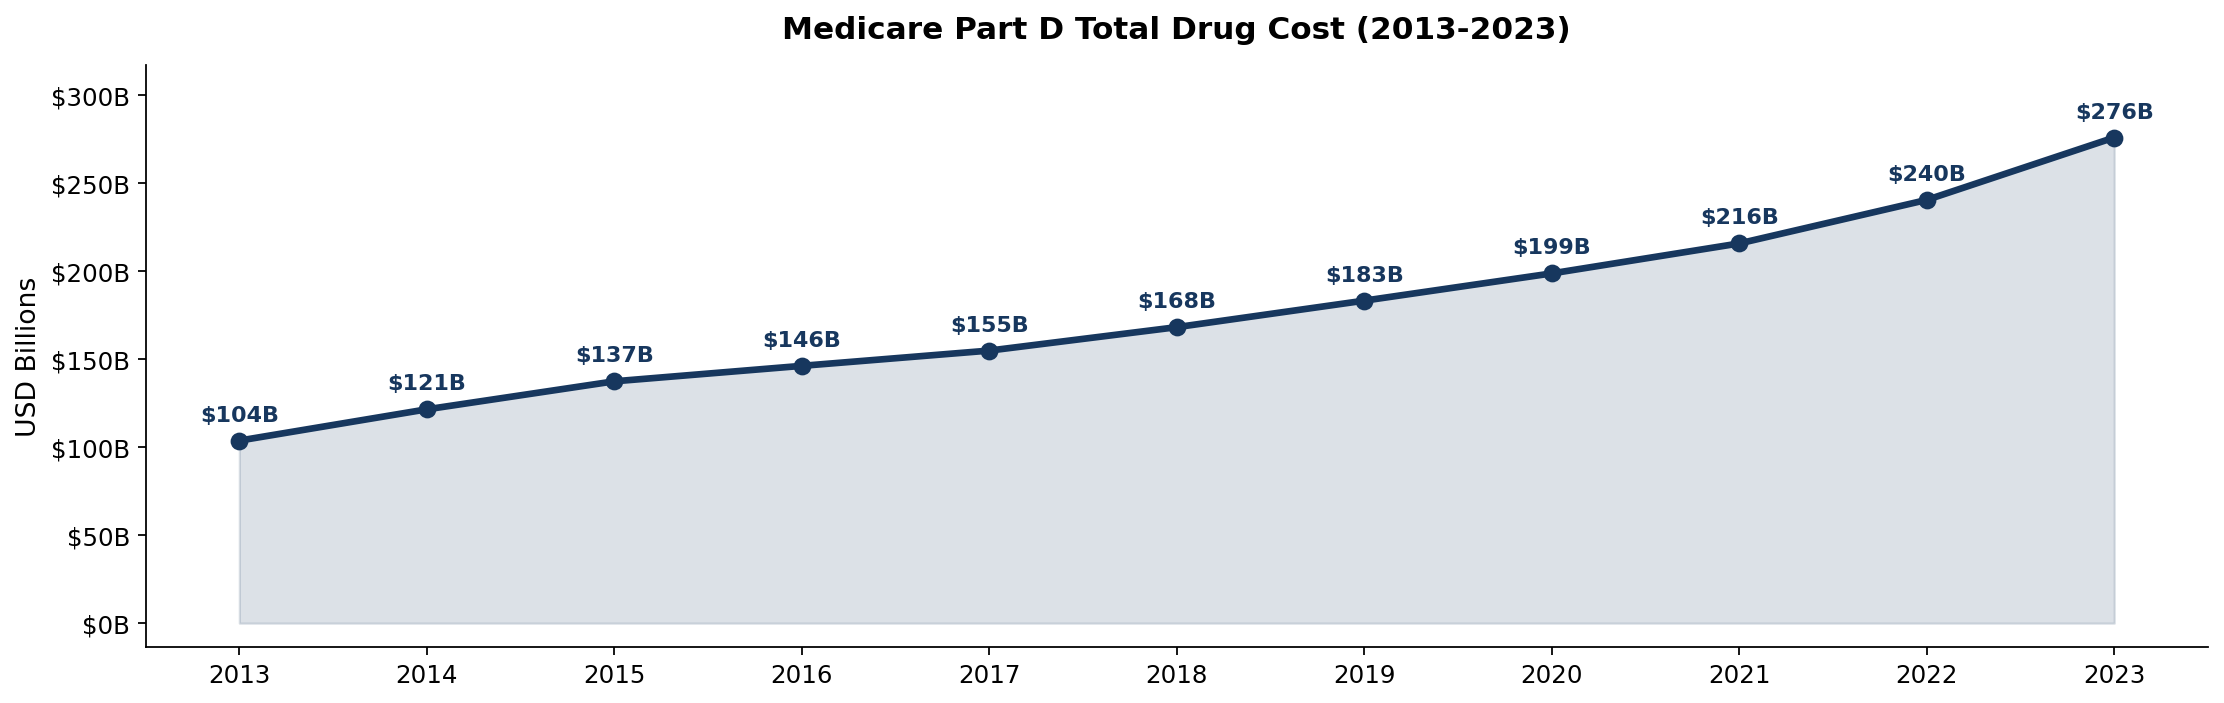 Medicare Part D Total Drug Cost (2013-2023)
USD Billions
$300B
$250B
$200B
$150B
$100B
$50B
$0B
$104B
$121B
$137B
$146B
$155B
$168B
$183B
$199B
$216B
$240B
$276B
2013
2014
2015
2016
2017
2018
2019
2020
2021
2022
2023